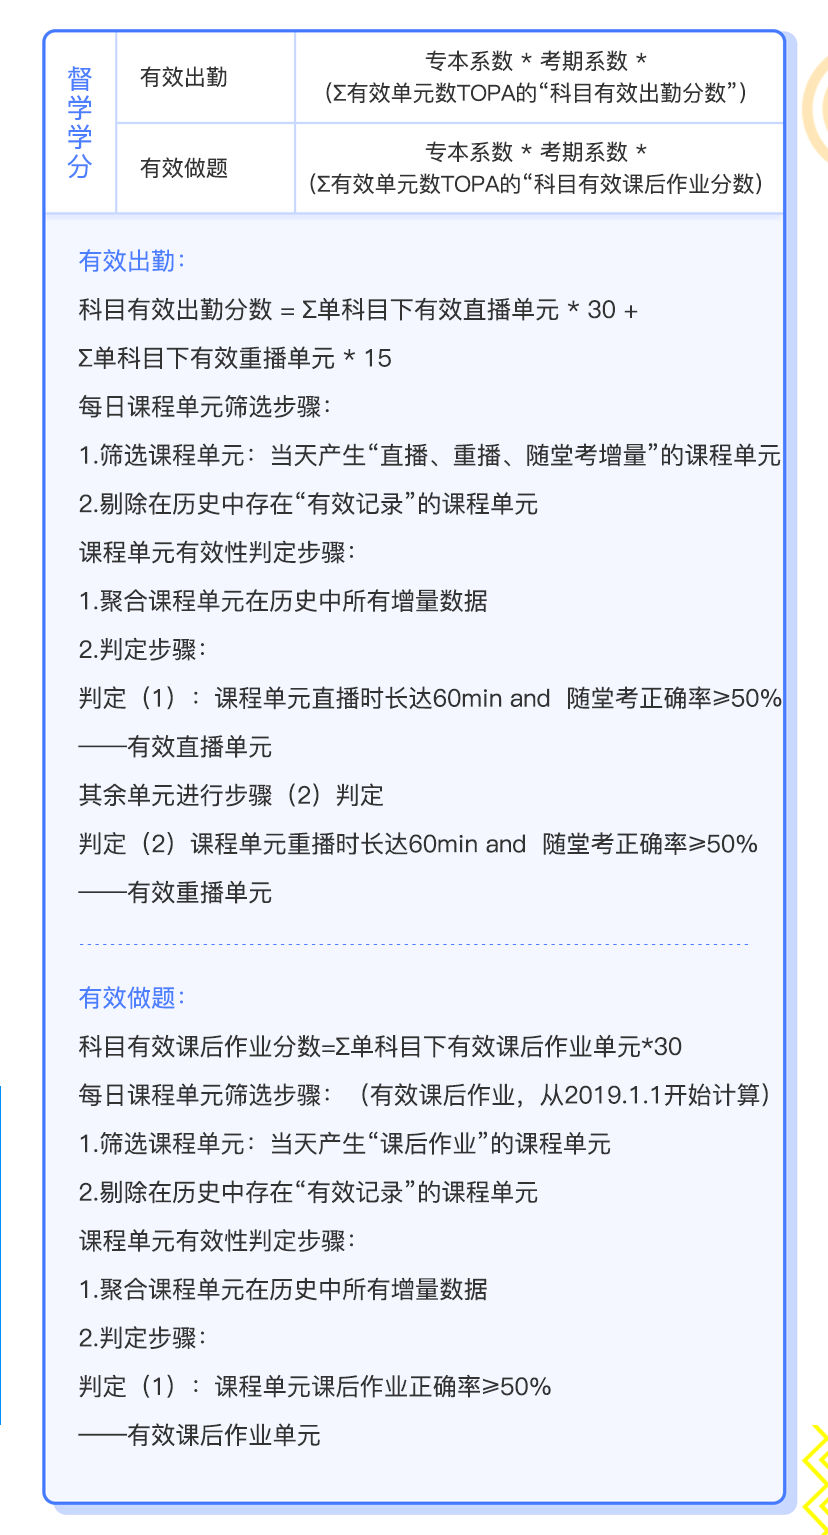 督学学分
有效出勤
专本系数 * 考期系数 *
(Σ有效单元数TOPA的“科目有效出勤分数”)
有效做题
专本系数 * 考期系数 *
(Σ有效单元数TOPA的“科目有效课后作业分数)
有效出勤：
科目有效出勤分数 = Σ单科目下有效直播单元 * 30 +
Σ单科目下有效重播单元 * 15
每日课程单元筛选步骤：
1.筛选课程单元：当天产生“直播、重播、随堂考增量”的课程单元
2.剔除在历史中存在“有效记录”的课程单元
课程单元有效性判定步骤：
1.聚合课程单元在历史中所有增量数据
2.判定步骤：
判定（1）：课程单元直播时长达60min and 随堂考正确率≥50%
——有效直播单元
其余单元进行步骤（2）判定
判定（2）课程单元重播时长达60min and 随堂考正确率≥50%
——有效重播单元
有效做题：
科目有效课后作业分数=Σ单科目下有效课后作业单元*30
每日课程单元筛选步骤：（有效课后作业，从2019.1.1开始计算）
1.筛选课程单元：当天产生“课后作业”的课程单元
2.剔除在历史中存在“有效记录”的课程单元
课程单元有效性判定步骤：
1.聚合课程单元在历史中所有增量数据
2.判定步骤：
判定（1）：课程单元课后作业正确率≥50%
——有效课后作业单元